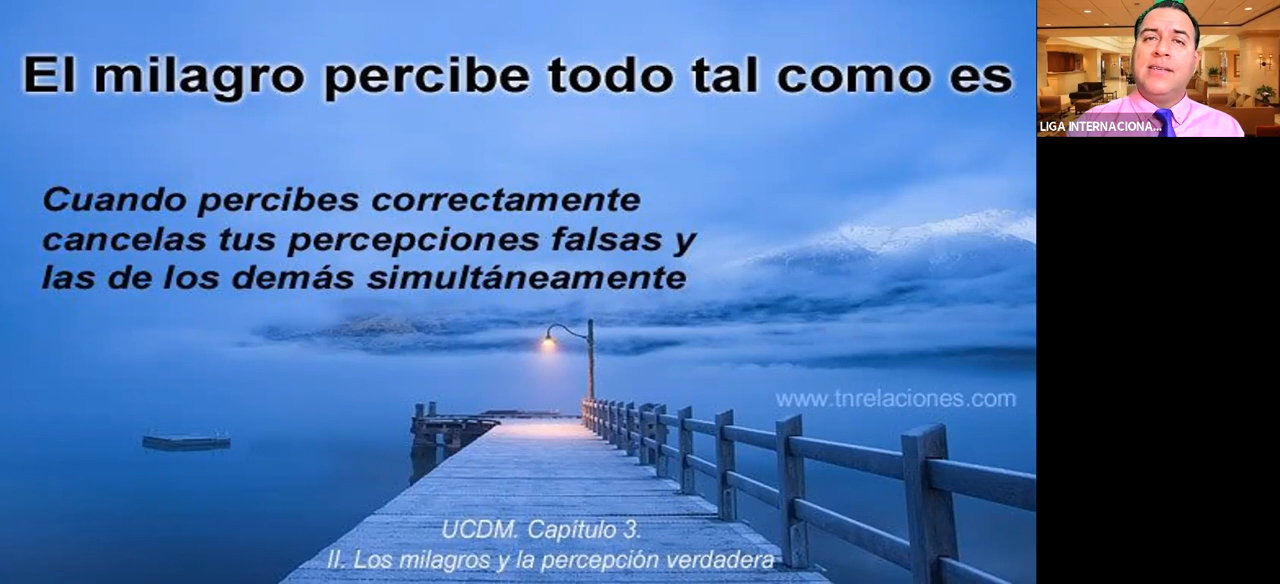 El milagro percibe todo tal como es
Cuando percibes correctamente
cancelas tus percepciones falsas y
las de los demás simultáneamente
www.tnrelaciones.com
UCDM. Capítulo 3.
II. Los milagros y la percepción verdadera
LIGA INTERNACIONA...